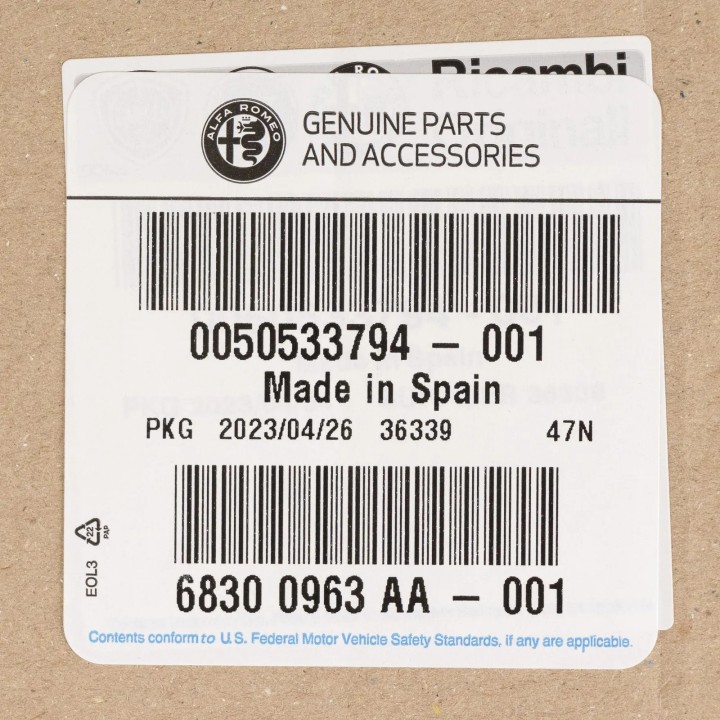 Ricambi
ALFA ROMEO
GENUINE PARTS
AND ACCESSORIES
0050533794 - 001
Made in Spain
PKG 2023/04/26 36339 47N
6830 0963 AA - 001
22
PAP
EOL3
Contents conform to U.S. Federal Motor Vehicle Safety Standards, if any are applicable.